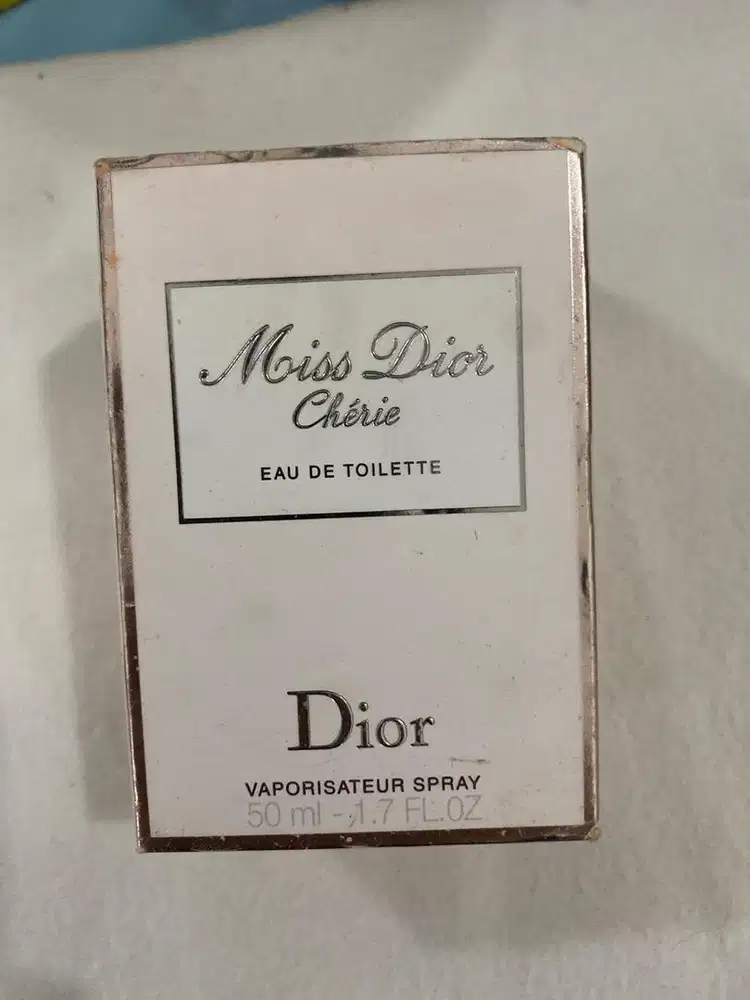 Miss Dior
Chérie
EAU DE TOILETTE
Dior
VAPORISATEUR SPRAY
50 ml - 1.7 FL.OZ